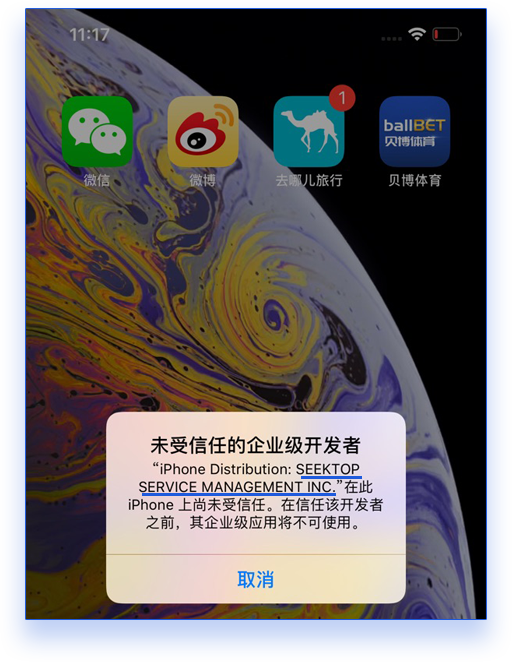 11:17
1
ballBET
贝博体育
微信
微博
去哪儿旅行
贝博体育
未受信任的企业级开发者
“iPhone Distribution: SEEKTOP
SERVICE MANAGEMENT INC.”在此
iPhone 上尚未受信任。在信任该开发者
之前，其企业级应用将不可使用。
取消